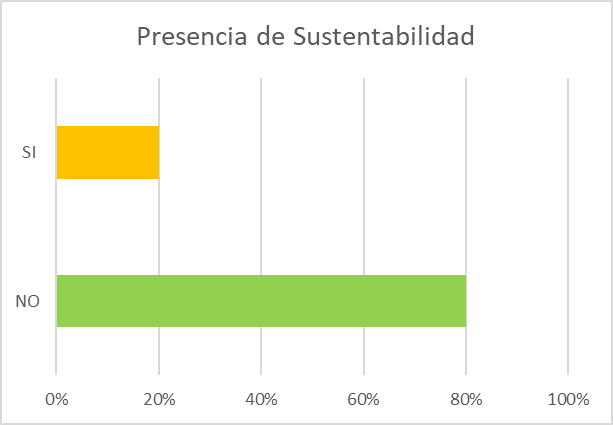 Presencia de Sustentabilidad
SI
NO
0% 20% 40% 60% 80% 100%